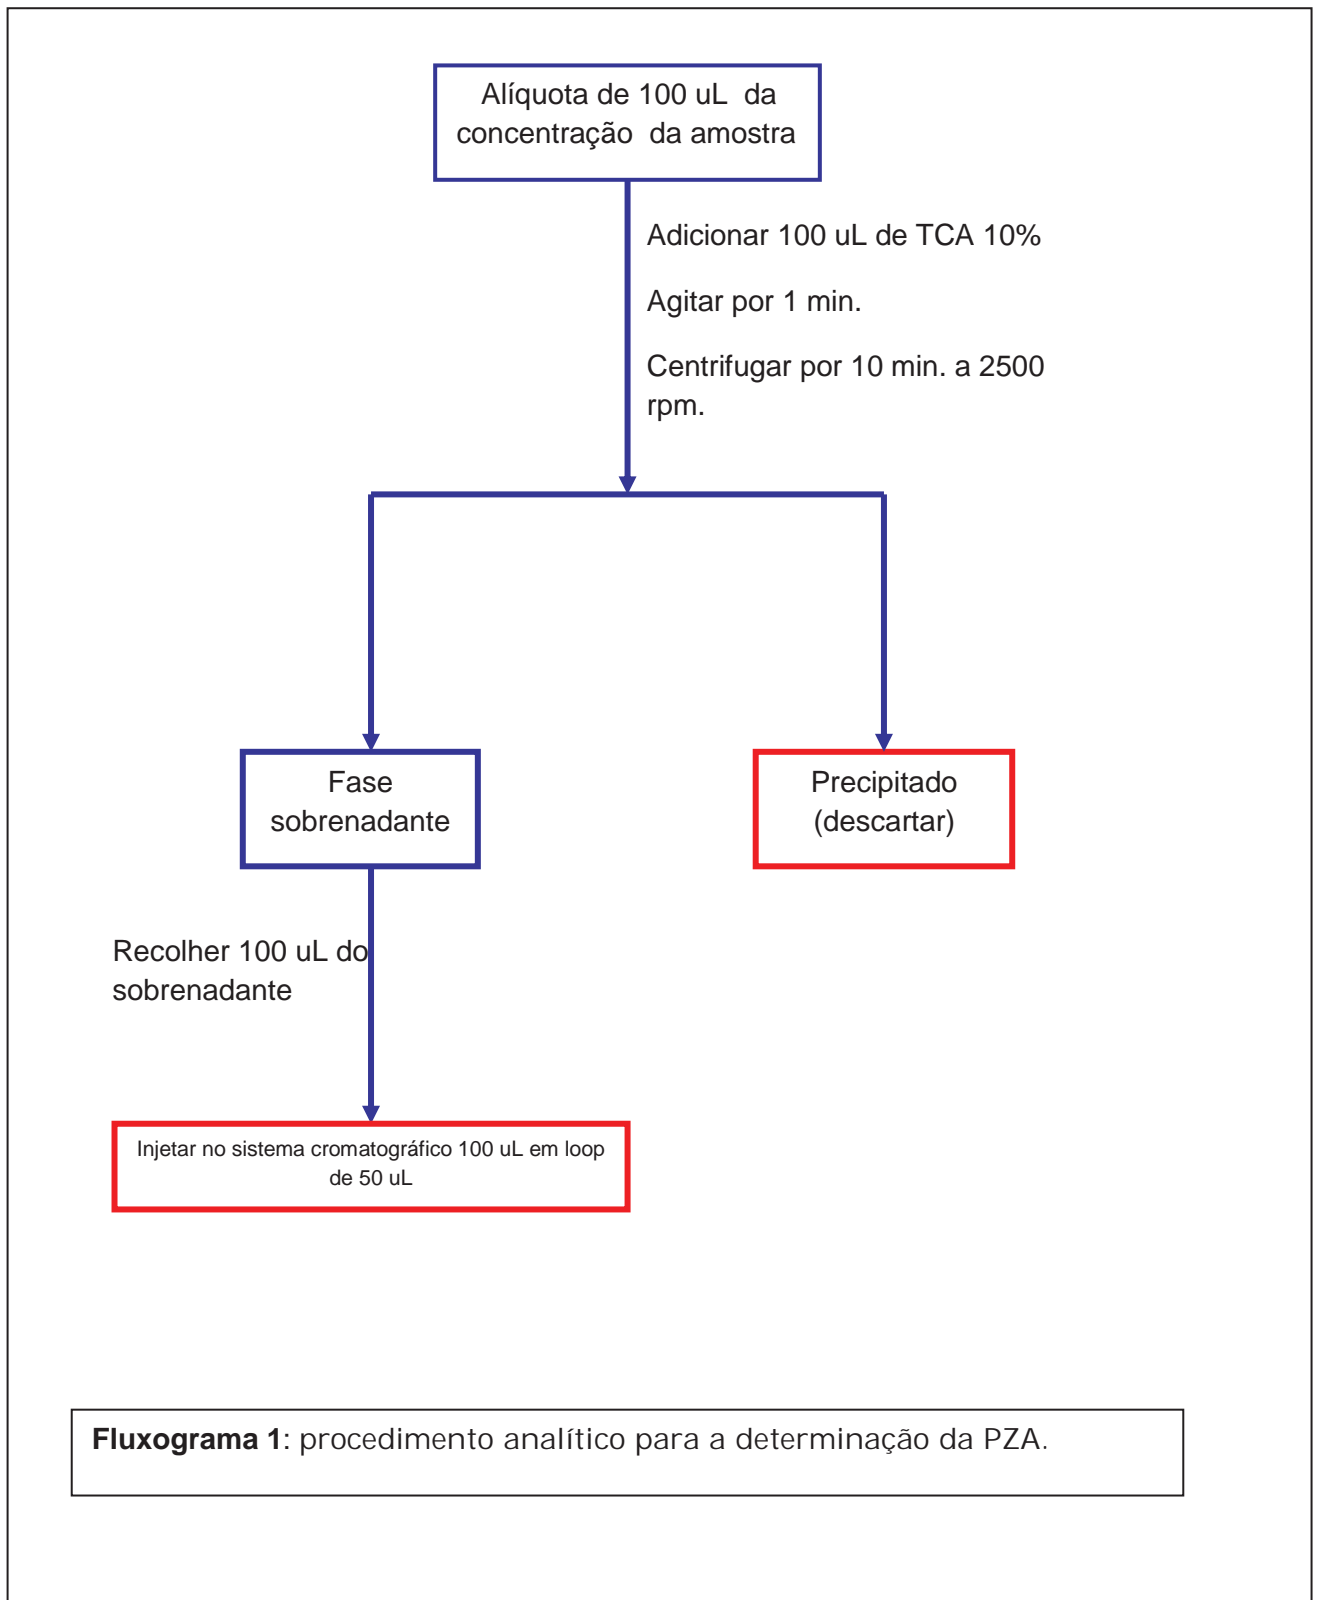 Alíquota de 100 uL da
concentração da amostra
Adicionar 100 uL de TCA 10%
Agitar por 1 min.
Centrifugar por 10 min. a 2500
rpm.
Fase
sobrenadante
Precipitado
(descartar)
Recolher 100 uL do
sobrenadante
Injetar no sistema cromatográfico 100 uL em loop
de 50 uL
Fluxograma 1: procedimento analítico para a determinação da PZA.